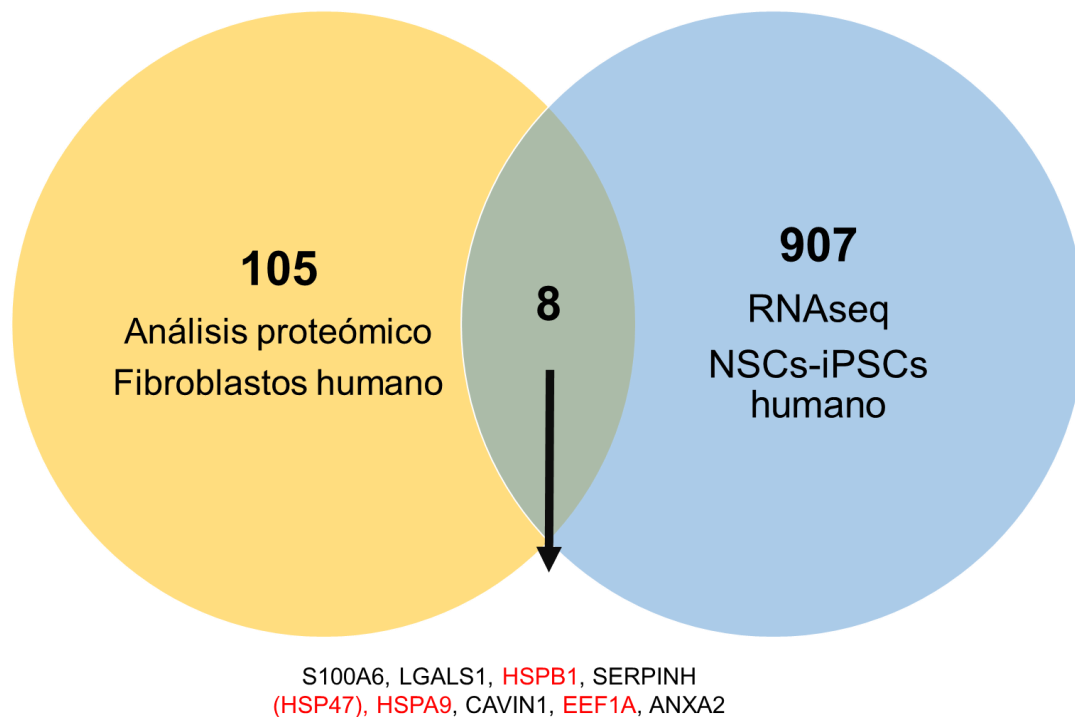 105
Análisis proteómico
Fibroblastos humano
8
907
RNAseq
NSCs-iPSCs
humano
S100A6, LGALS1, HSPB1, SERPINH
(HSP47), HSPA9, CAVIN1, EEF1A, ANXA2